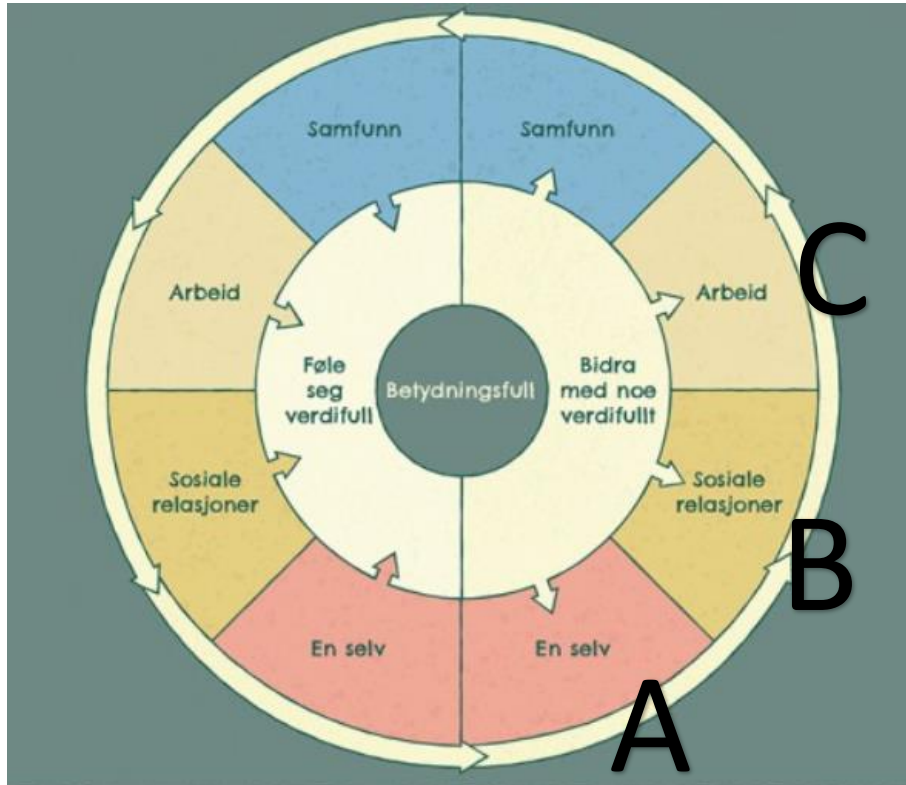 Samfunn
Samfunn
Arbeid
Arbeid
C
Føle
seg
verdifull
Betydningsfull
Bidra
med noe
verdifullt
Sosiale
relasjoner
Sosiale
relasjoner
B
En selv
En selv
A